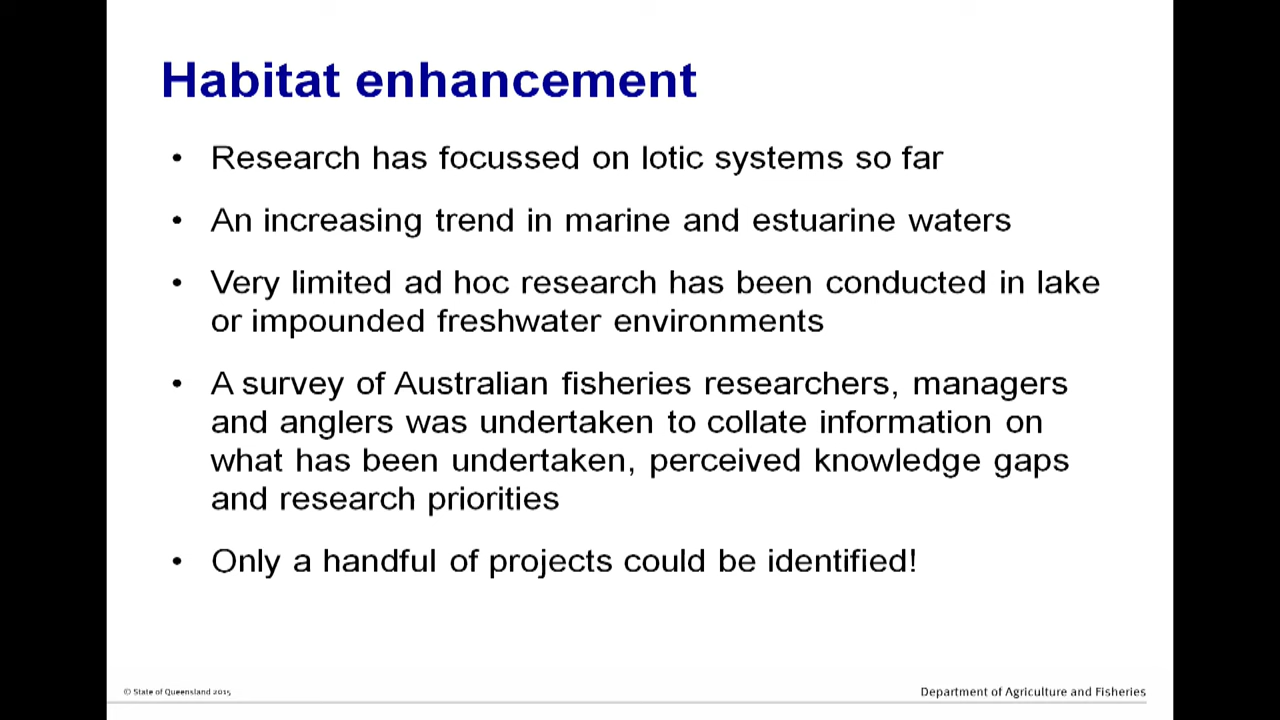 Habitat enhancement
• Research has focussed on lotic systems so far
• An increasing trend in marine and estuarine waters
• Very limited ad hoc research has been conducted in lake
or impounded freshwater environments
• A survey of Australian fisheries researchers, managers
and anglers was undertaken to collate information on
what has been undertaken, perceived knowledge gaps
and research priorities
• Only a handful of projects could be identified!
© State of Queensland 2015
Department of Agriculture and Fisheries